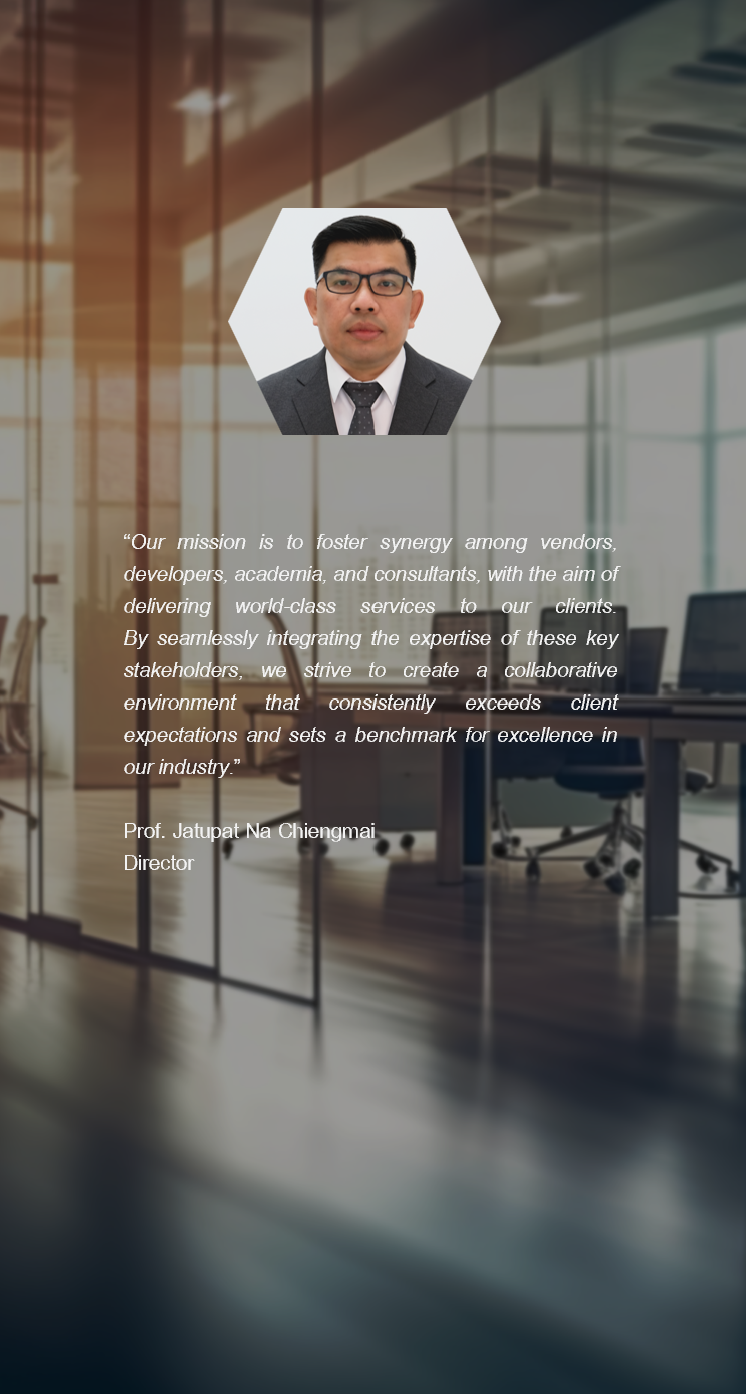 “Our mission is to foster synergy among vendors,
developers, academia, and consultants, with the aim of
delivering world-class services to our clients.
By seamlessly integrating the expertise of these key
stakeholders, we strive to create a collaborative
environment that consistently exceeds client
expectations and sets a benchmark for excellence in
our industry.”
Prof. Jatupat Na Chiengmai
Director